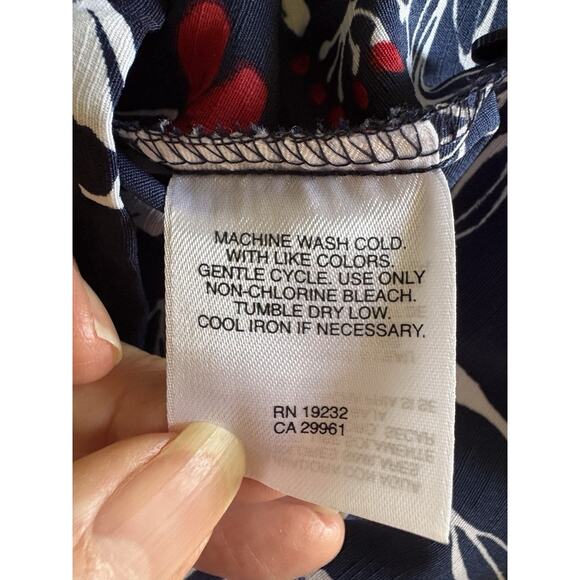 MACHINE WASH COLD.
WITH LIKE COLORS.
GENTLE CYCLE. USE ONLY
NON-CHLORINE BLEACH.
TUMBLE DRY LOW.
COOL IRON IF NECESSARY.
RN 19232
CA 29961